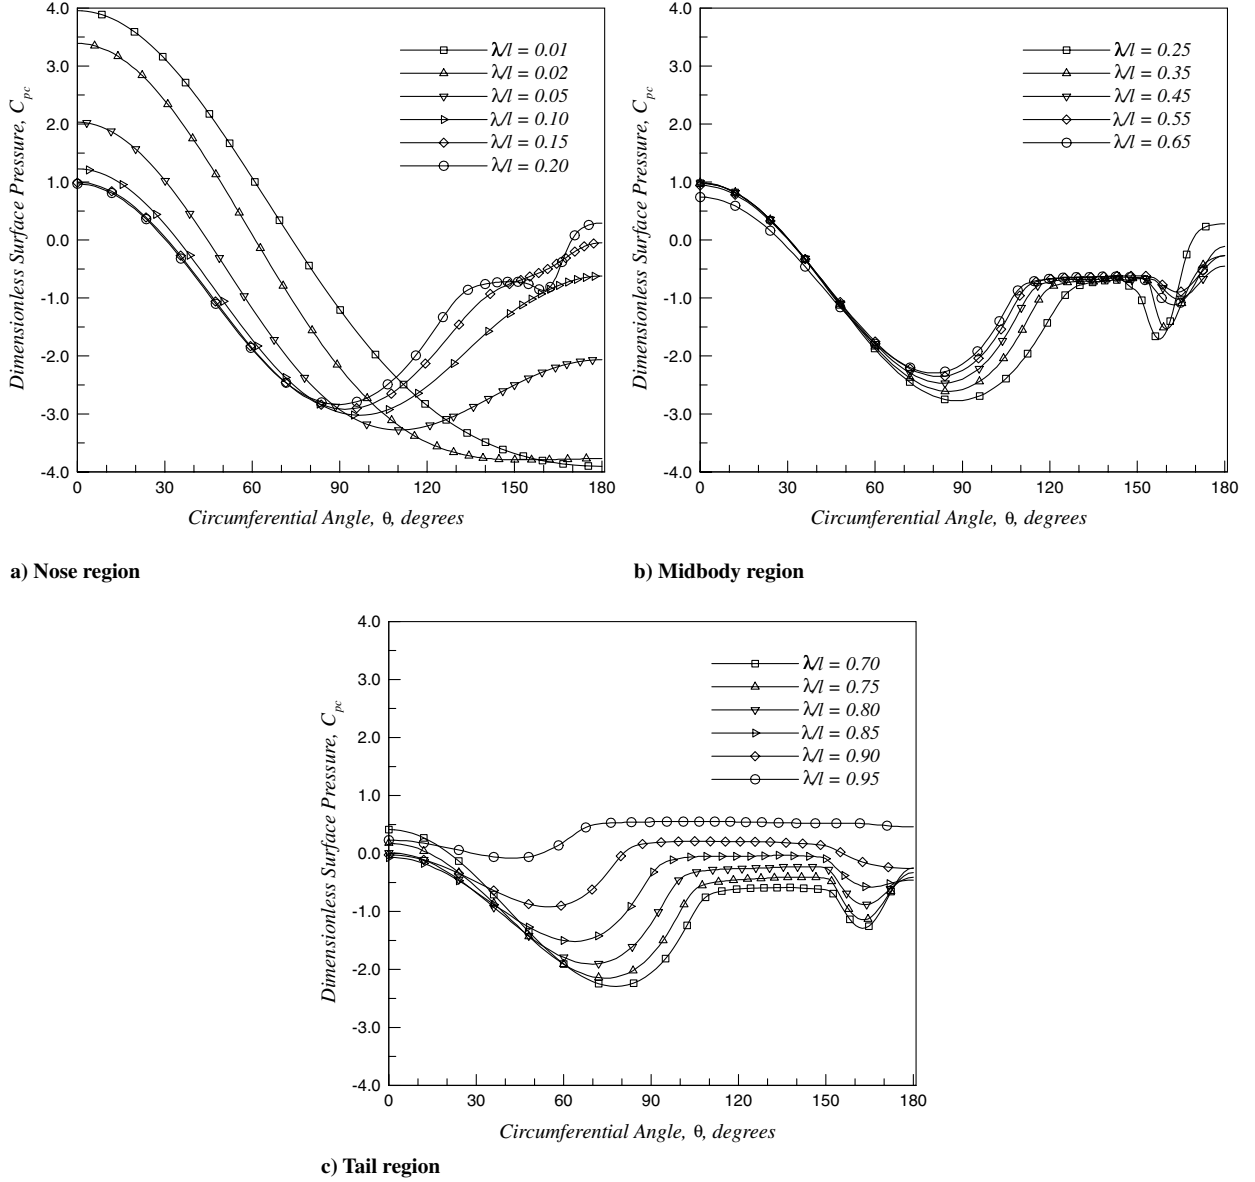 4.0
3.0
2.0
1.0
0.0
-1.0
-2.0
-3.0
-4.0
Dimensionless Surface Pressure, C_pc
λ/l = 0.01
λ/l = 0.02
λ/l = 0.05
λ/l = 0.10
λ/l = 0.15
λ/l = 0.20
0 30 60 90 120 150 180
Circumferential Angle, θ, degrees
a) Nose region
4.0
3.0
2.0
1.0
0.0
-1.0
-2.0
-3.0
-4.0
Dimensionless Surface Pressure, C_pc
λ/l = 0.25
λ/l = 0.35
λ/l = 0.45
λ/l = 0.55
λ/l = 0.65
0 30 60 90 120 150 180
Circumferential Angle, θ, degrees
b) Midbody region
4.0
3.0
2.0
1.0
0.0
-1.0
-2.0
-3.0
-4.0
Dimensionless Surface Pressure, C_pc
λ/l = 0.70
λ/l = 0.75
λ/l = 0.80
λ/l = 0.85
λ/l = 0.90
λ/l = 0.95
0 30 60 90 120 150 180
Circumferential Angle, θ, degrees
c) Tail region